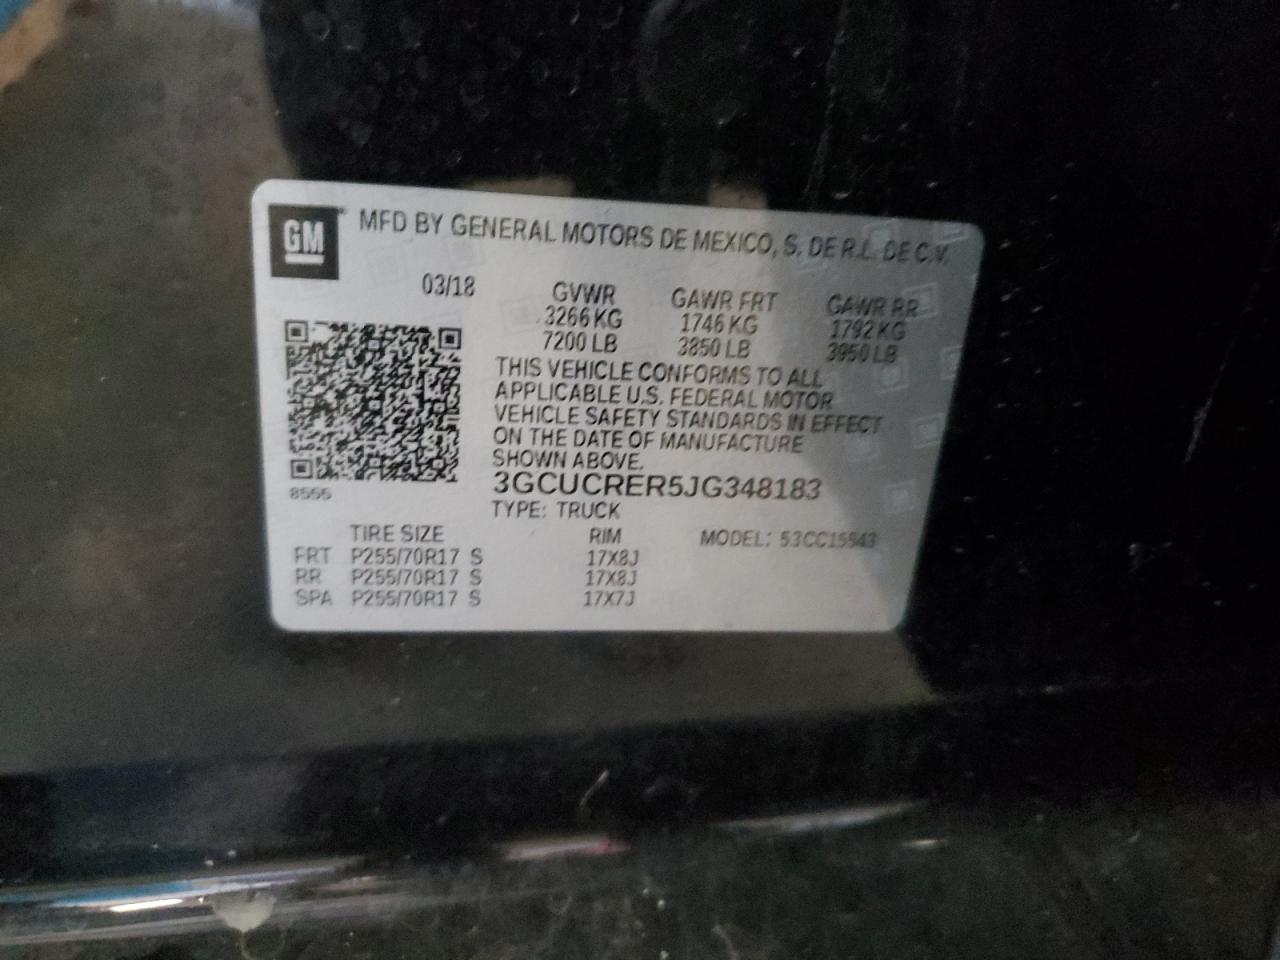 GM MFD BY GENERAL MOTORS DE MEXICO, S. DE R.L. DE C.V.
03/18 GVWR GAWR FRT GAWR RR
3266 KG 1746 KG 1792 KG
7200 LB 3850 LB 3950 LB
THIS VEHICLE CONFORMS TO ALL
APPLICABLE U.S. FEDERAL MOTOR
VEHICLE SAFETY STANDARDS IN EFFECT
ON THE DATE OF MANUFACTURE
SHOWN ABOVE.
8555 3GCUCRER5JG348183
TYPE: TRUCK
TIRE SIZE RIM MODEL: 53CC15543
FRT P255/70R17 S 17X8J
RR P255/70R17 S 17X8J
SPA P255/70R17 S 17X7J